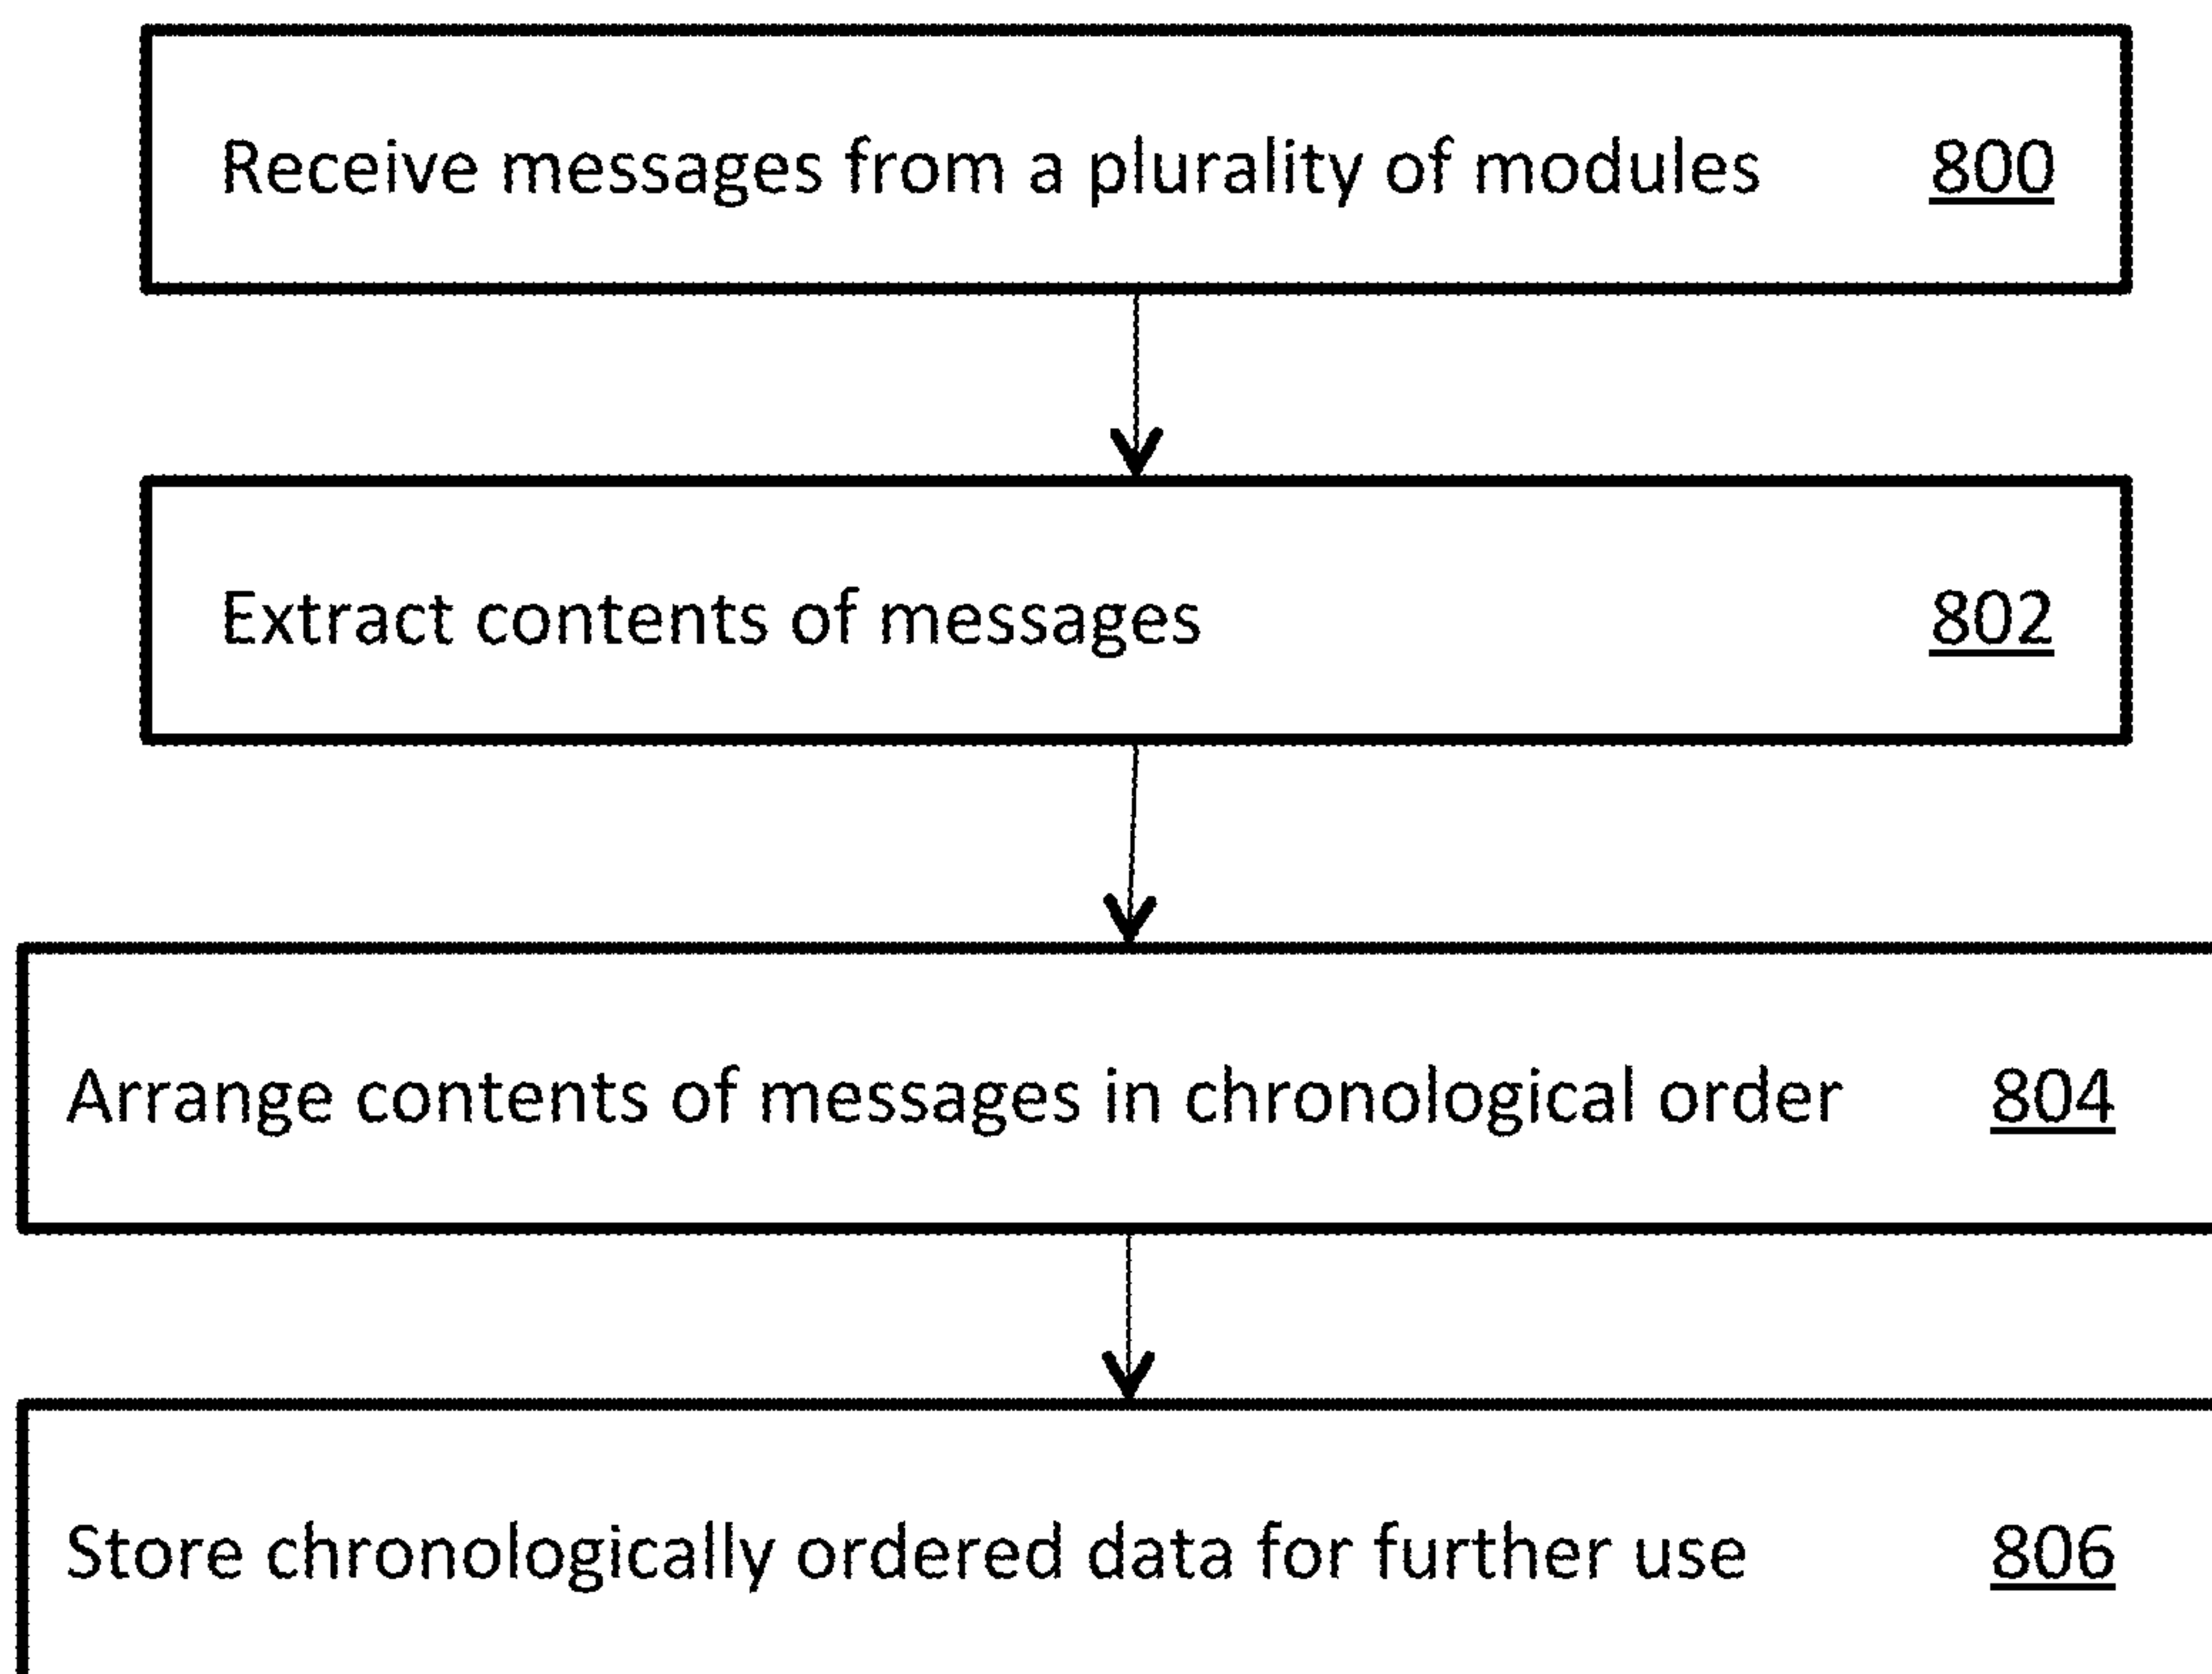 Receive messages from a plurality of modules 800
Extract contents of messages 802
Arrange contents of messages in chronological order 804
Store chronologically ordered data for further use 806